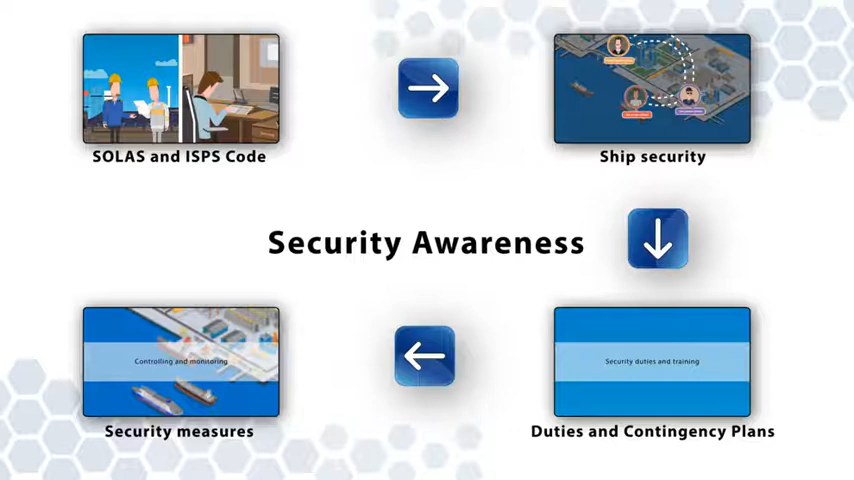 SOLAS and ISPS Code
Ship security
Security Awareness
Controlling and monitoring
Security duties and training
Security measures
Duties and Contingency Plans